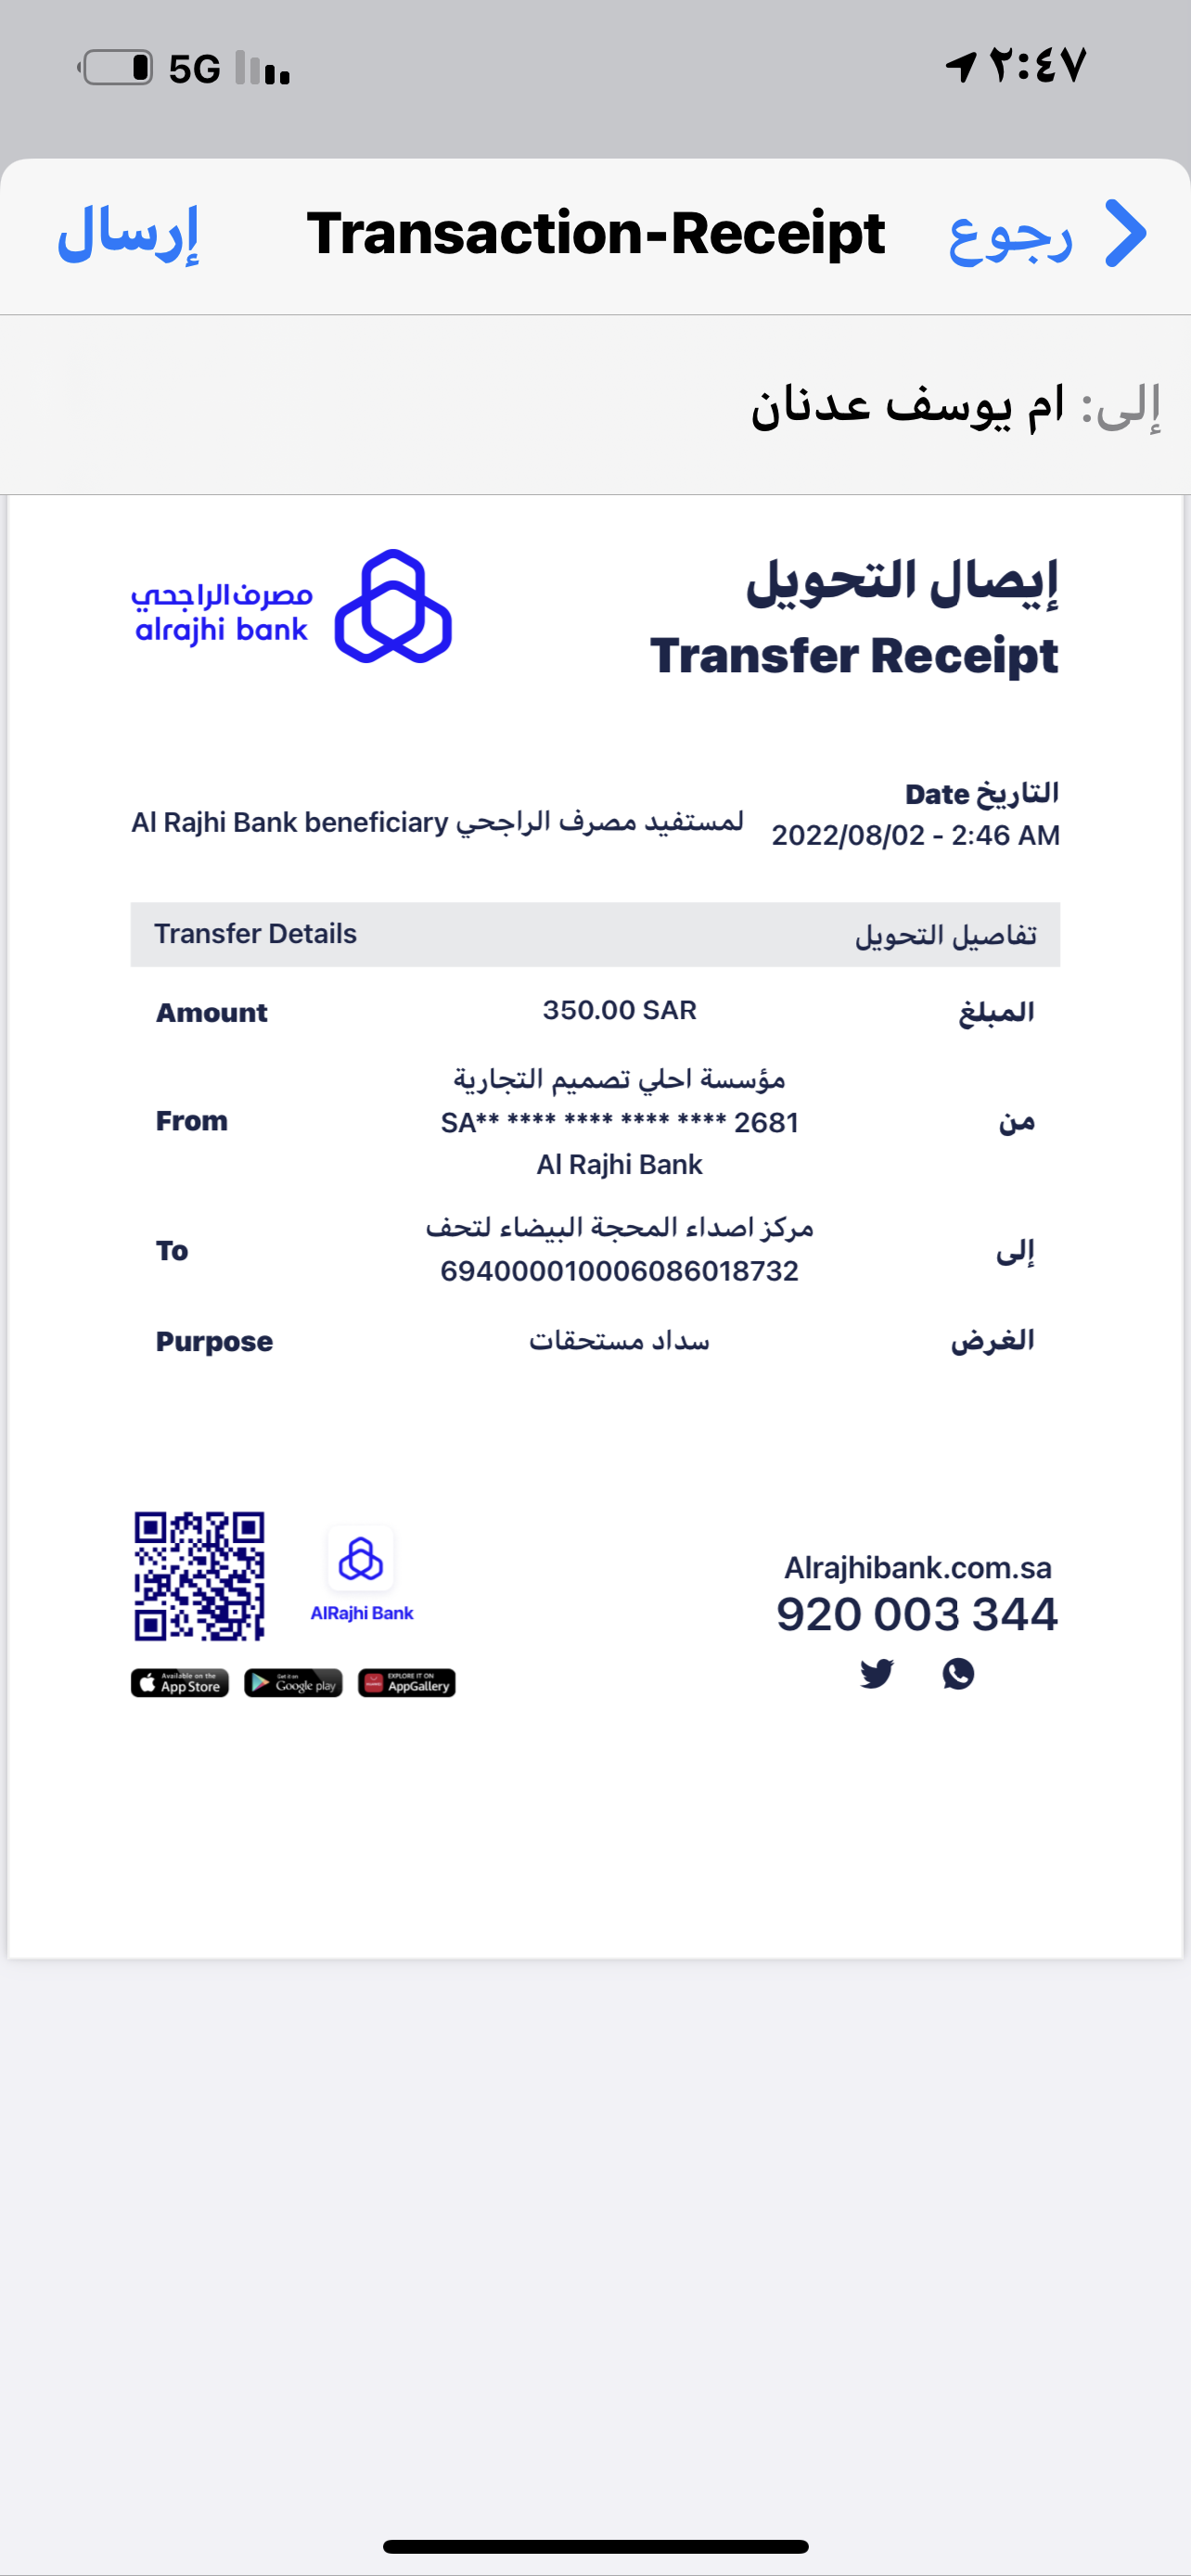 ٢:٤٧
5G
رجوع
Transaction-Receipt
إرسال
إلى: ام يوسف عدنان
إيصال التحويل
Transfer Receipt
مصرف الراجحي
alrajhi bank
التاريخ Date
2022/08/02 - 2:46 AM
لمستفيد مصرف الراجحي Al Rajhi Bank beneficiary
تفاصيل التحويل
Transfer Details
المبلغ
350.00 SAR
Amount
من
مؤسسة احلي تصميم التجارية
SA** **** **** **** **** 2681
Al Rajhi Bank
From
إلى
مركز اصداء المحجة البيضاء لتحف
694000010006086018732
To
الغرض
سداد مستحقات
Purpose
Alrajhibank.com.sa
920 003 344
AlRajhi Bank
Available on the
App Store
Get it on
Google play
EXPLORE IT ON
AppGallery